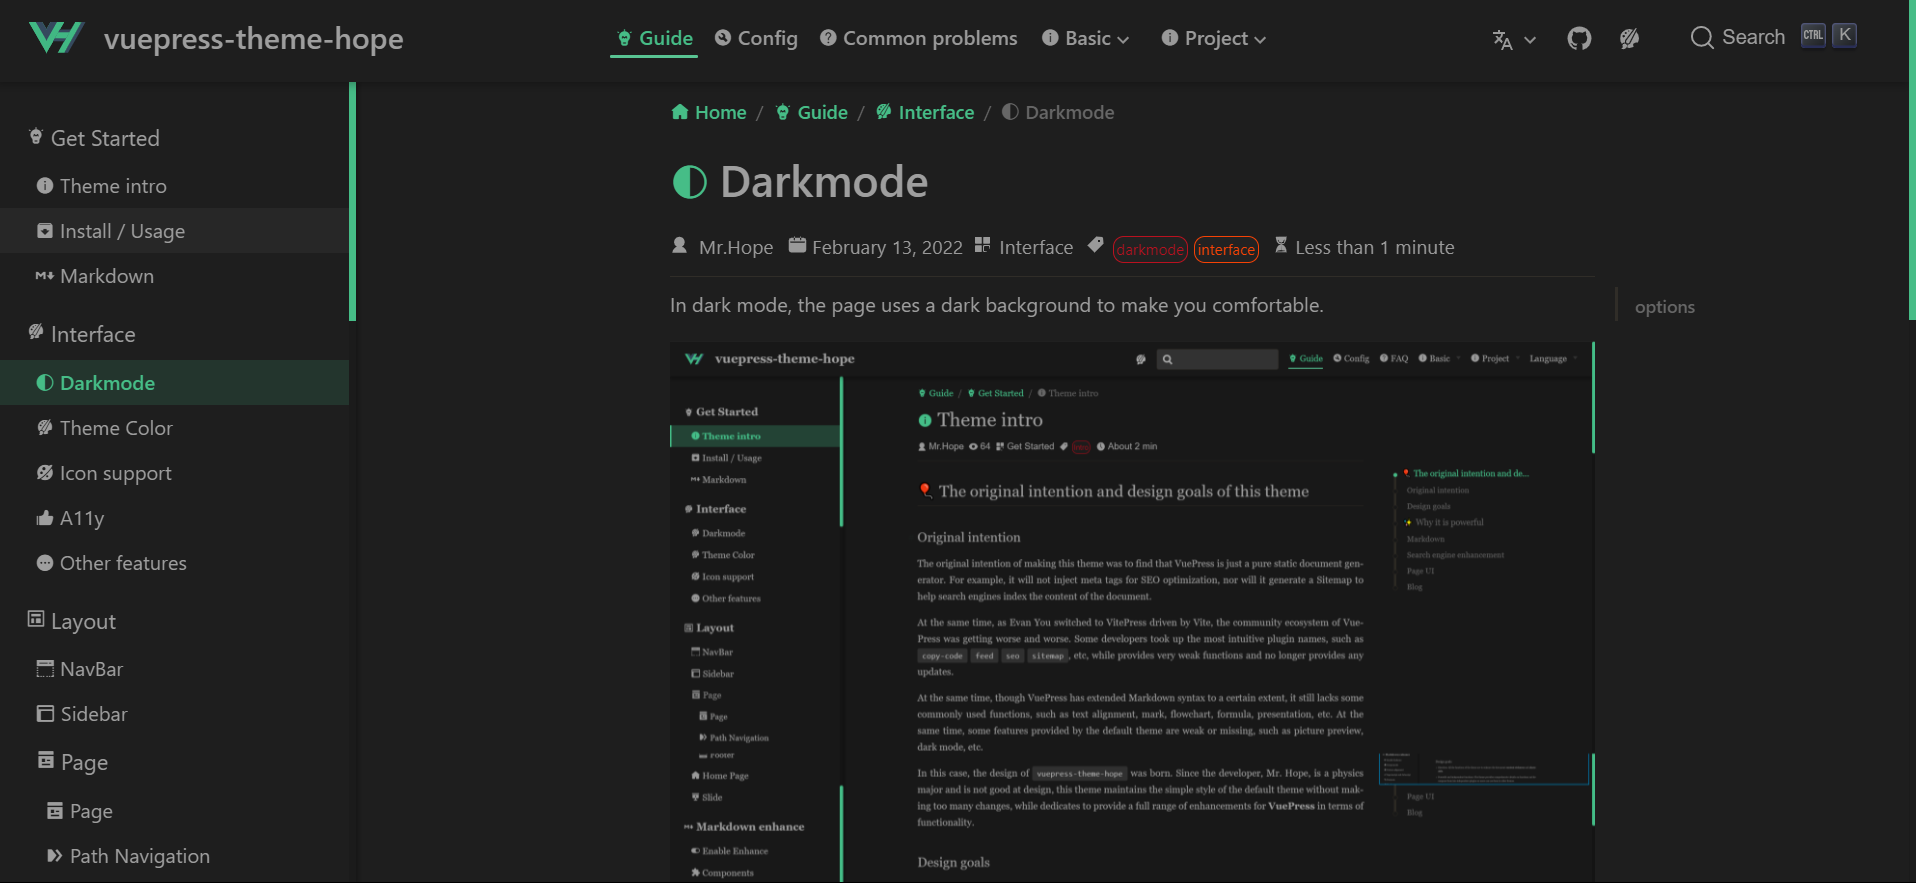 vuepress-theme-hope
Guide
Config
Common problems
Basic
Project
Search
CTRL
K
Get Started
Theme intro
Install / Usage
Markdown
Interface
Darkmode
Theme Color
Icon support
A11y
Other features
Layout
NavBar
Sidebar
Page
Page
Path Navigation
Home / Guide / Interface / Darkmode
Darkmode
Mr.Hope February 13, 2022 Interface darkmode interface Less than 1 minute
In dark mode, the page uses a dark background to make you comfortable.
options
vuepress-theme-hope
Guide
Config
FAQ
Basic
Project
Language
Get Started
Theme intro
Install / Usage
Markdown
Interface
Darkmode
Theme Color
Icon support
Other features
Layout
NavBar
Sidebar
Page
Page
Path Navigation
Footer
Home Page
Slide
Markdown enhance
Enable Enhance
Components
Guide / Get Started / Theme intro
Theme intro
Mr.Hope 64 Get Started About 2 min
The original intention and design goals of this theme
Original intention
The original intention of making this theme was to find that VuePress is just a pure static document gen-
erator. For example, it will not inject meta tags for SEO optimization, nor will it generate a Sitemap to
help search engines index the content of the document.
At the same time, as Evan You switched to VitePress driven by Vite, the community ecosystem of Vue-
Press was getting worse and worse. Some developers took up the most intuitive plugin names, such as
copy-code feed seo sitemap, etc, while provides very weak functions and no longer provides any
updates.
At the same time, though VuePress has extended Markdown syntax to a certain extent, it still lacks some
commonly used functions, such as text alignment, mark, flowchart, formula, presentation, etc. At the
same time, some features provided by the default theme are weak or missing, such as picture preview,
dark mode, etc.
In this case, the design of vuepress-theme-hope was born. Since the developer, Mr. Hope, is a physics
major and is not good at design, this theme maintains the simple style of the default theme without mak-
ing too many changes, while dedicates to provide a full range of enhancements for VuePress in terms of
functionality.
Design goals
The original intention and de...
Original intention
Design goals
Why it is powerful
Markdown
Search engine enhancement
Page UI
Blog
Page UI
Blog